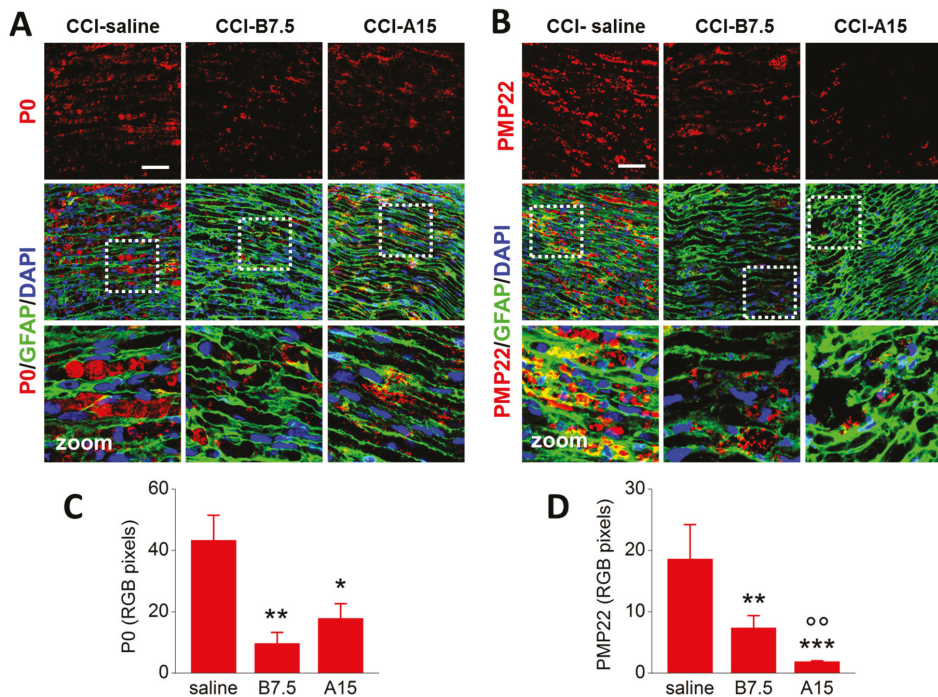 A
CCI-saline
CCI-B7.5
CCI-A15
P0
P0/GFAP/DAPI
zoom
B
CCI- saline
CCI-B7.5
CCI-A15
PMP22
PMP22/GFAP/DAPI
zoom
C
P0 (RGB pixels)
60
40
20
0
**
*
saline
B7.5
A15
D
PMP22 (RGB pixels)
30
20
10
0
**
°°
***
saline
B7.5
A15